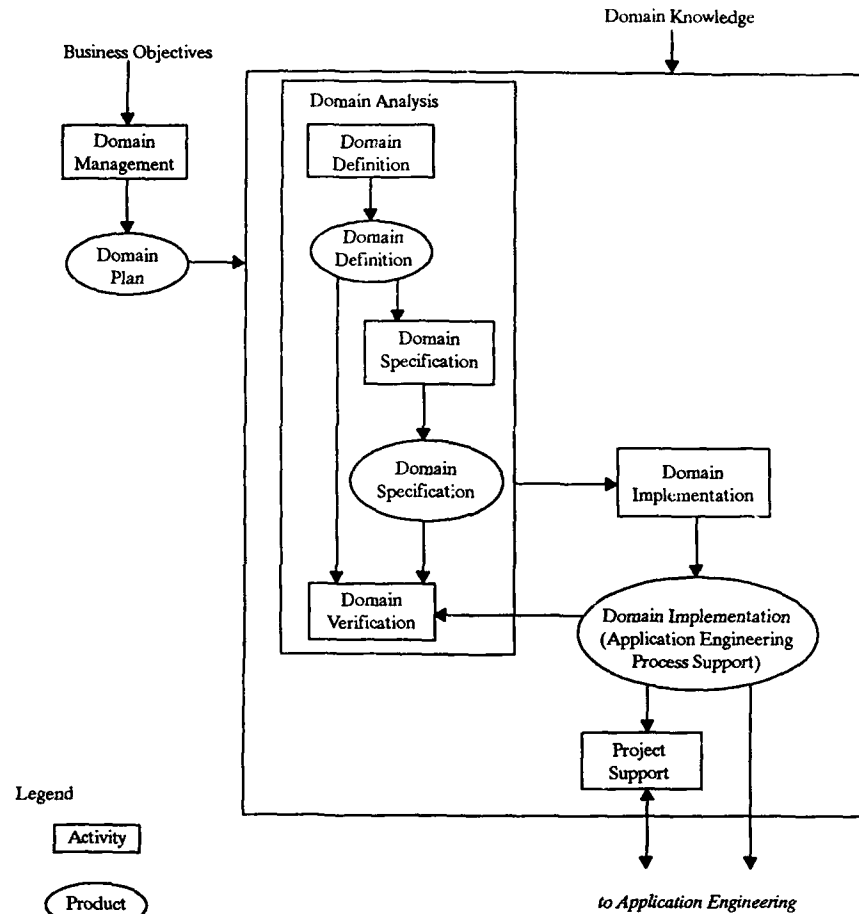 Domain Knowledge
Business Objectives
Domain Analysis
Domain
Management
Domain
Definition
Domain
Plan
Domain
Definition
Domain
Specification
Domain
Specification
Domain
Implementation
Domain
Verification
Domain Implementation
(Application Engineering
Process Support)
Project
Support
Legend
Activity
Product
to Application Engineering